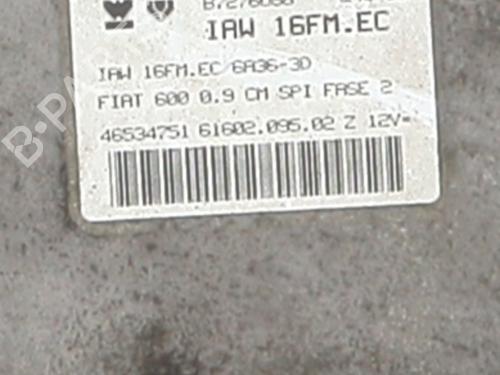 IAW 16FM.EC
IAW 16FM.EC 6A36-3D
FIAT 600 0.9 CM SPI FASE 2
46534751 61602.095.02 Z 12V=